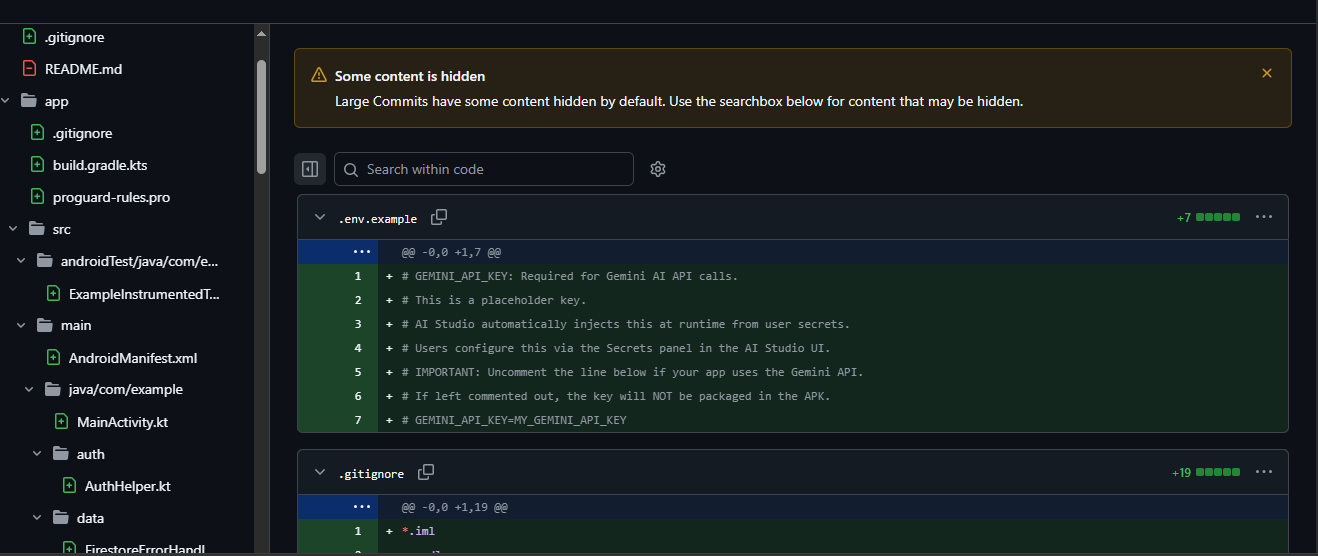 .gitignore
README.md
app
.gitignore
build.gradle.kts
proguard-rules.pro
src
androidTest/java/com/e...
ExampleInstrumentedT...
main
AndroidManifest.xml
java/com/example
MainActivity.kt
auth
AuthHelper.kt
data
FirestoreErrorHandl
Some content is hidden
Large Commits have some content hidden by default. Use the searchbox below for content that may be hidden.
Search within code
.env.example +7
@@ -0,0 +1,7 @@
1 + # GEMINI_API_KEY: Required for Gemini AI API calls.
2 + # This is a placeholder key.
3 + # AI Studio automatically injects this at runtime from user secrets.
4 + # Users configure this via the Secrets panel in the AI Studio UI.
5 + # IMPORTANT: Uncomment the line below if your app uses the Gemini API.
6 + # If left commented out, the key will NOT be packaged in the APK.
7 + # GEMINI_API_KEY=MY_GEMINI_API_KEY
.gitignore +19
@@ -0,0 +1,19 @@
1 + *.iml